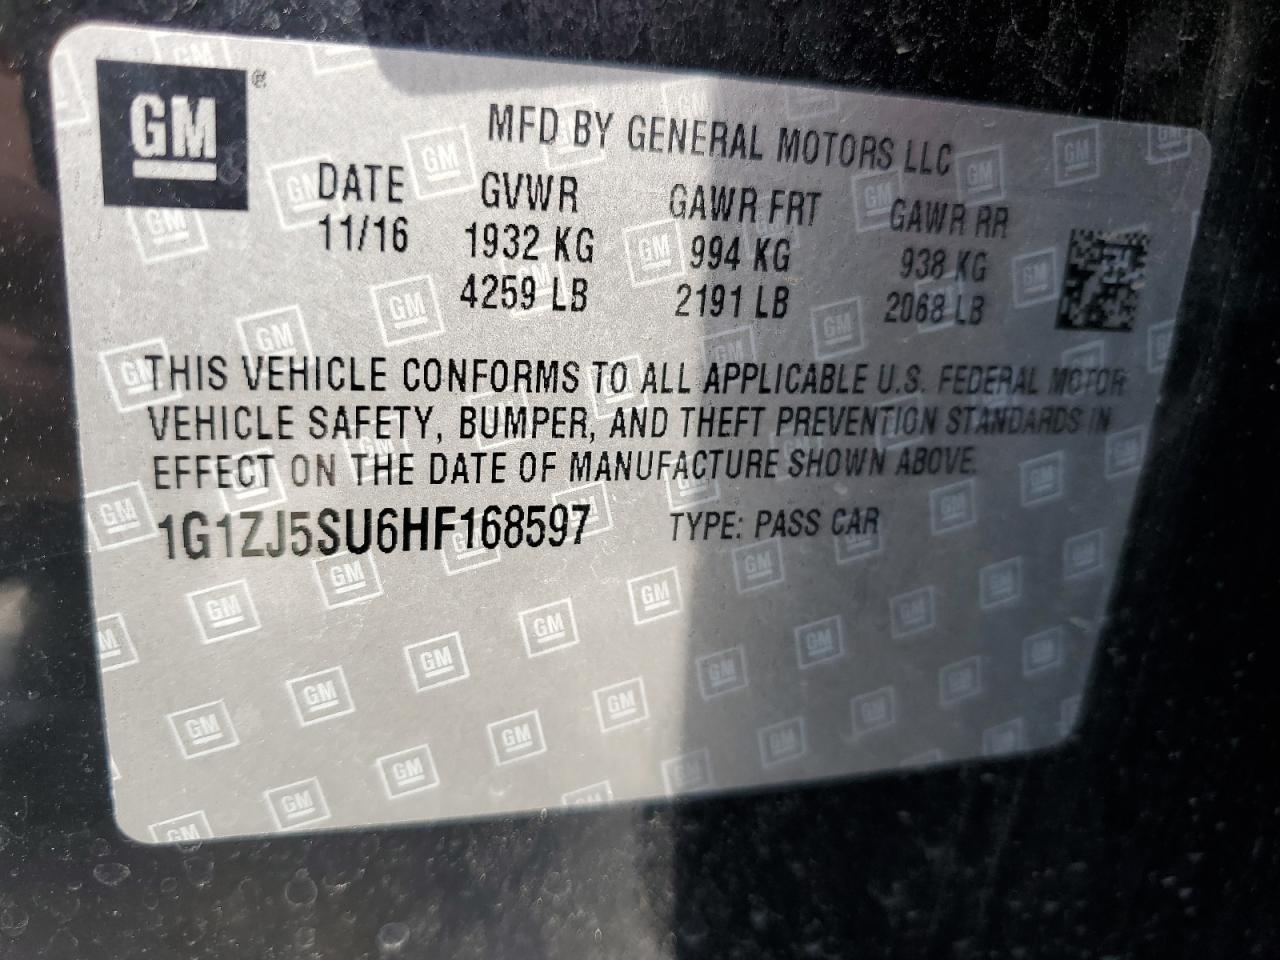 GM ®
MFD BY GENERAL MOTORS LLC
DATE GVWR GAWR FRT GAWR RR
11/16 1932 KG 994 KG 938 KG
4259 LB 2191 LB 2068 LB
THIS VEHICLE CONFORMS TO ALL APPLICABLE U.S. FEDERAL MOTOR
VEHICLE SAFETY, BUMPER, AND THEFT PREVENTION STANDARDS IN
EFFECT ON THE DATE OF MANUFACTURE SHOWN ABOVE.
1G1ZJ5SU6HF168597 TYPE: PASS CAR